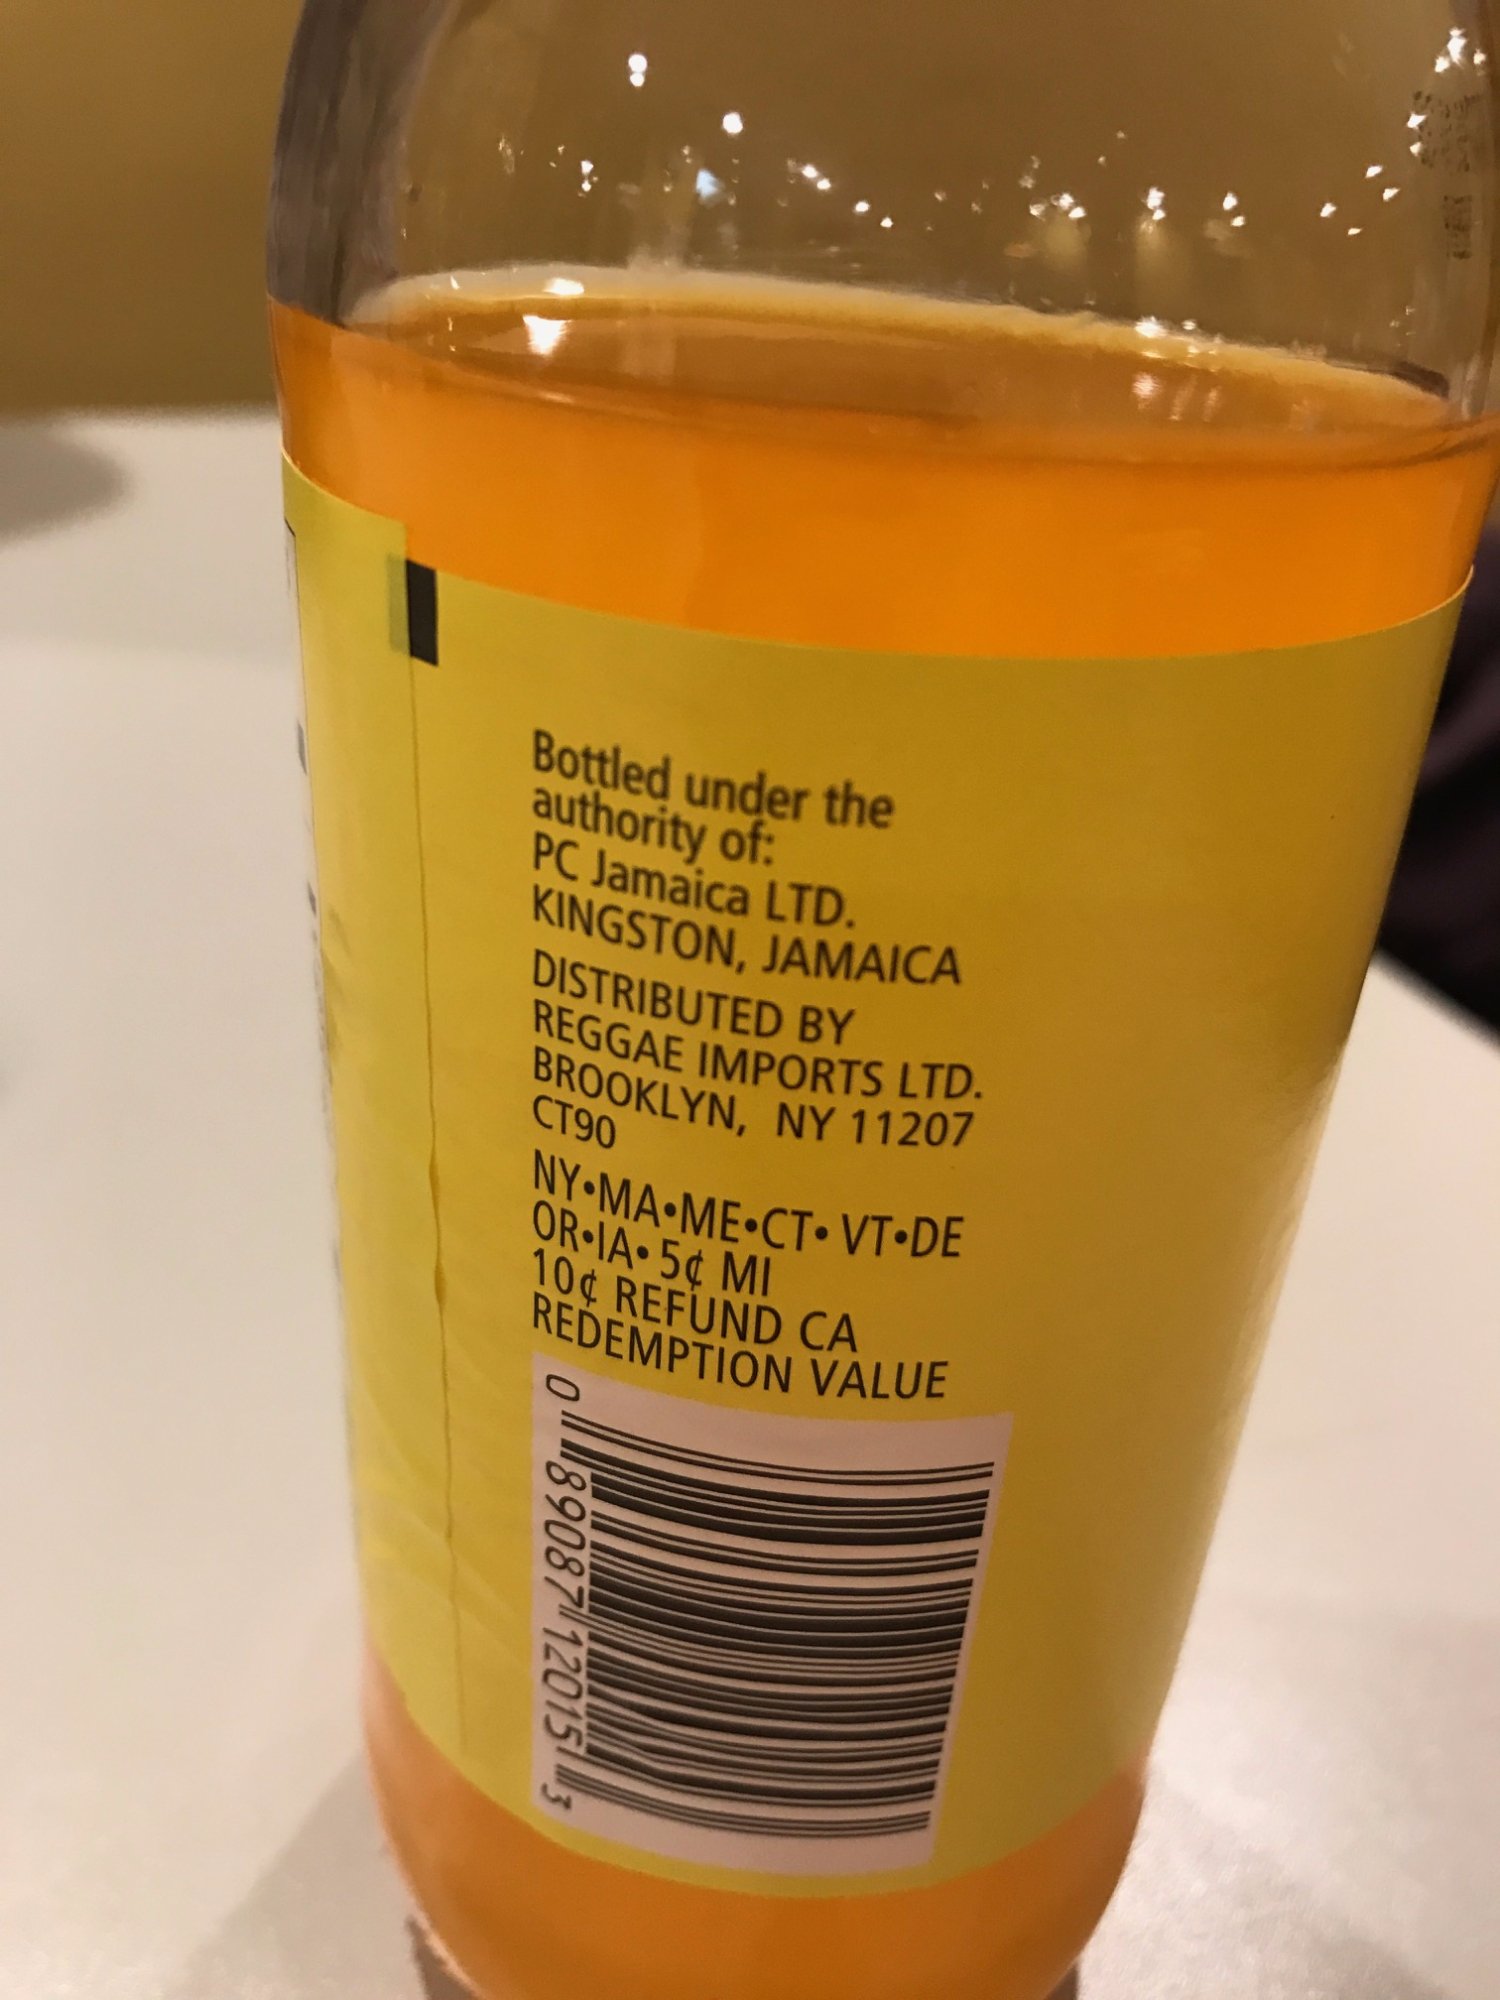 Bottled under the
authority of:
PC Jamaica LTD.
KINGSTON, JAMAICA
DISTRIBUTED BY
REGGAE IMPORTS LTD.
BROOKLYN, NY 11207
CT90
NY•MA•ME•CT• VT•DE
OR•IA• 5¢ MI
10¢ REFUND CA
REDEMPTION VALUE
0 89087 12015 3